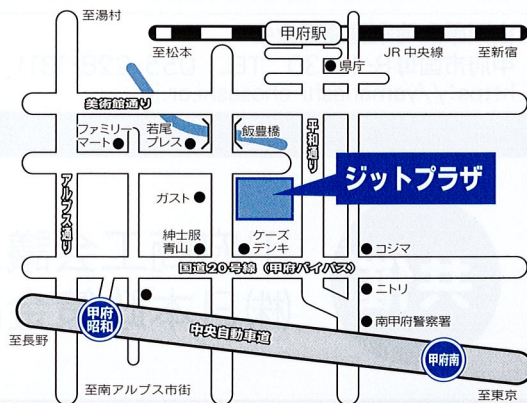 至湯村
甲府駅
至松本
JR中央線
至新宿
県庁
美術館通り
ファミリー
マート
若尾
プレス
飯豊橋
平和通り
アルプス通り
ジットプラザ
ガスト
紳士服
青山
ケーズ
デンキ
コジマ
国道20号線（甲府バイパス）
ニトリ
甲府
昭和
南甲府警察署
中央自動車道
甲府南
至長野
至南アルプス市街
至東京